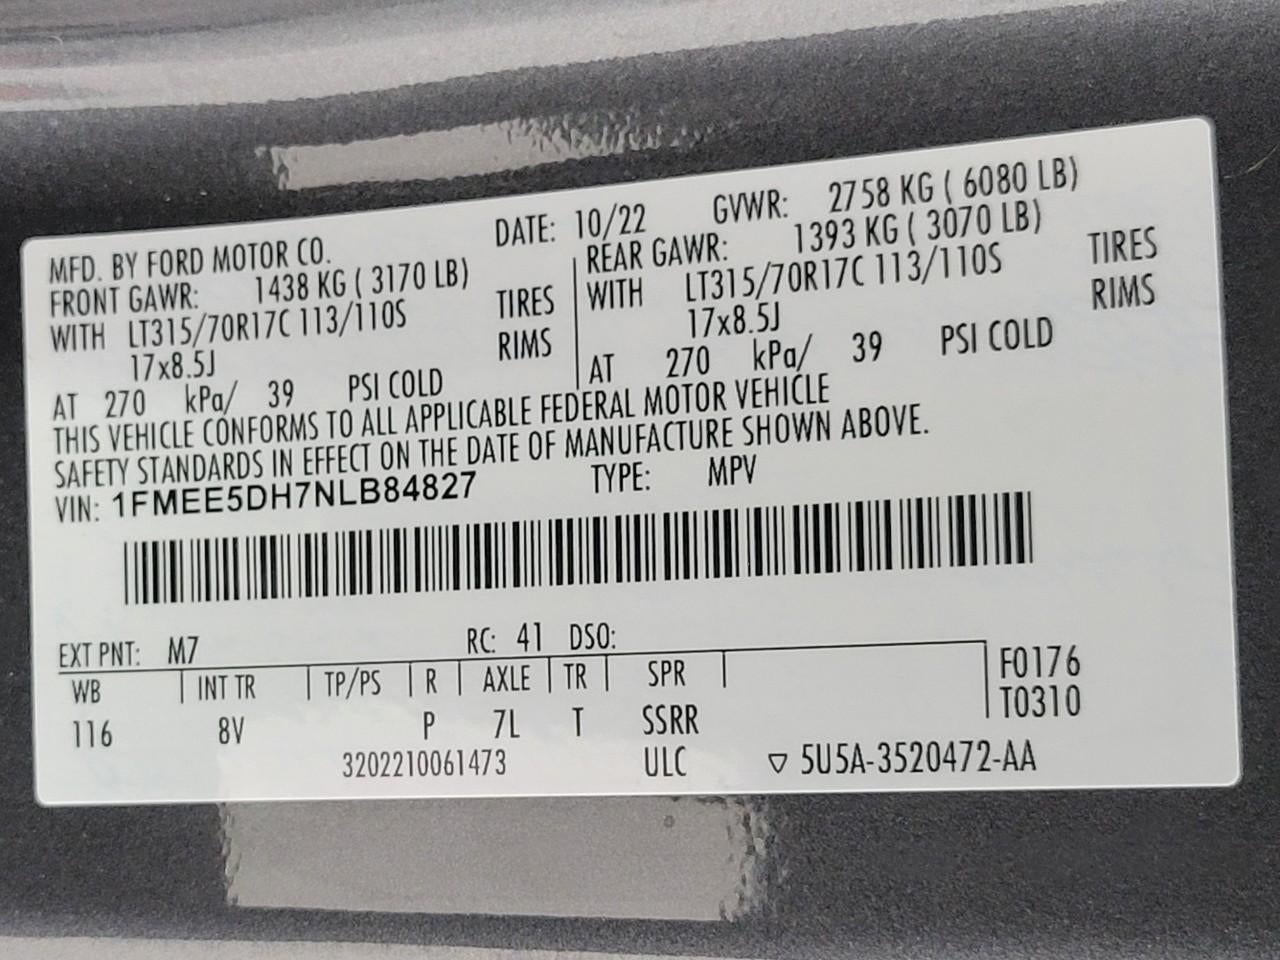 MFD. BY FORD MOTOR CO. DATE: 10/22 GVWR: 2758 KG ( 6080 LB)
FRONT GAWR: 1438 KG ( 3170 LB) REAR GAWR: 1393 KG ( 3070 LB)
WITH LT315/70R17C 113/110S TIRES WITH LT315/70R17C 113/110S TIRES
17x8.5J RIMS 17x8.5J RIMS
AT 270 kPa/ 39 PSI COLD AT 270 kPa/ 39 PSI COLD
THIS VEHICLE CONFORMS TO ALL APPLICABLE FEDERAL MOTOR VEHICLE
SAFETY STANDARDS IN EFFECT ON THE DATE OF MANUFACTURE SHOWN ABOVE.
VIN: 1FMEE5DH7NLB84827 TYPE: MPV
EXT PNT: M7 RC: 41 DSO:
WB INT TR TP/PS R AXLE TR SPR F0176
116 8V P 7L T SSRR T0310
3202210061473 ULC ▽ 5U5A-3520472-AA